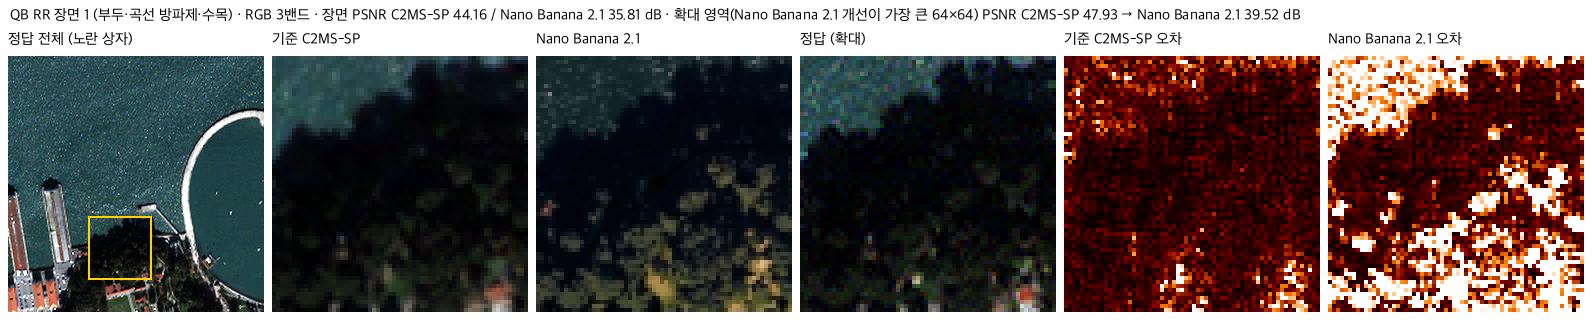 QB RR 장면 1 (부두·곡선 방파제·수목) · RGB 3밴드 · 장면 PSNR C2MS-SP 44.16 / Nano Banana 2.1 35.81 dB · 확대 영역(Nano Banana 2.1 개선이 가장 큰 64×64) PSNR C2MS-SP 47.93 → Nano Banana 2.1 39.52 dB
정답 전체 (노란 상자)
기준 C2MS-SP
Nano Banana 2.1
정답 (확대)
기준 C2MS-SP 오차
Nano Banana 2.1 오차